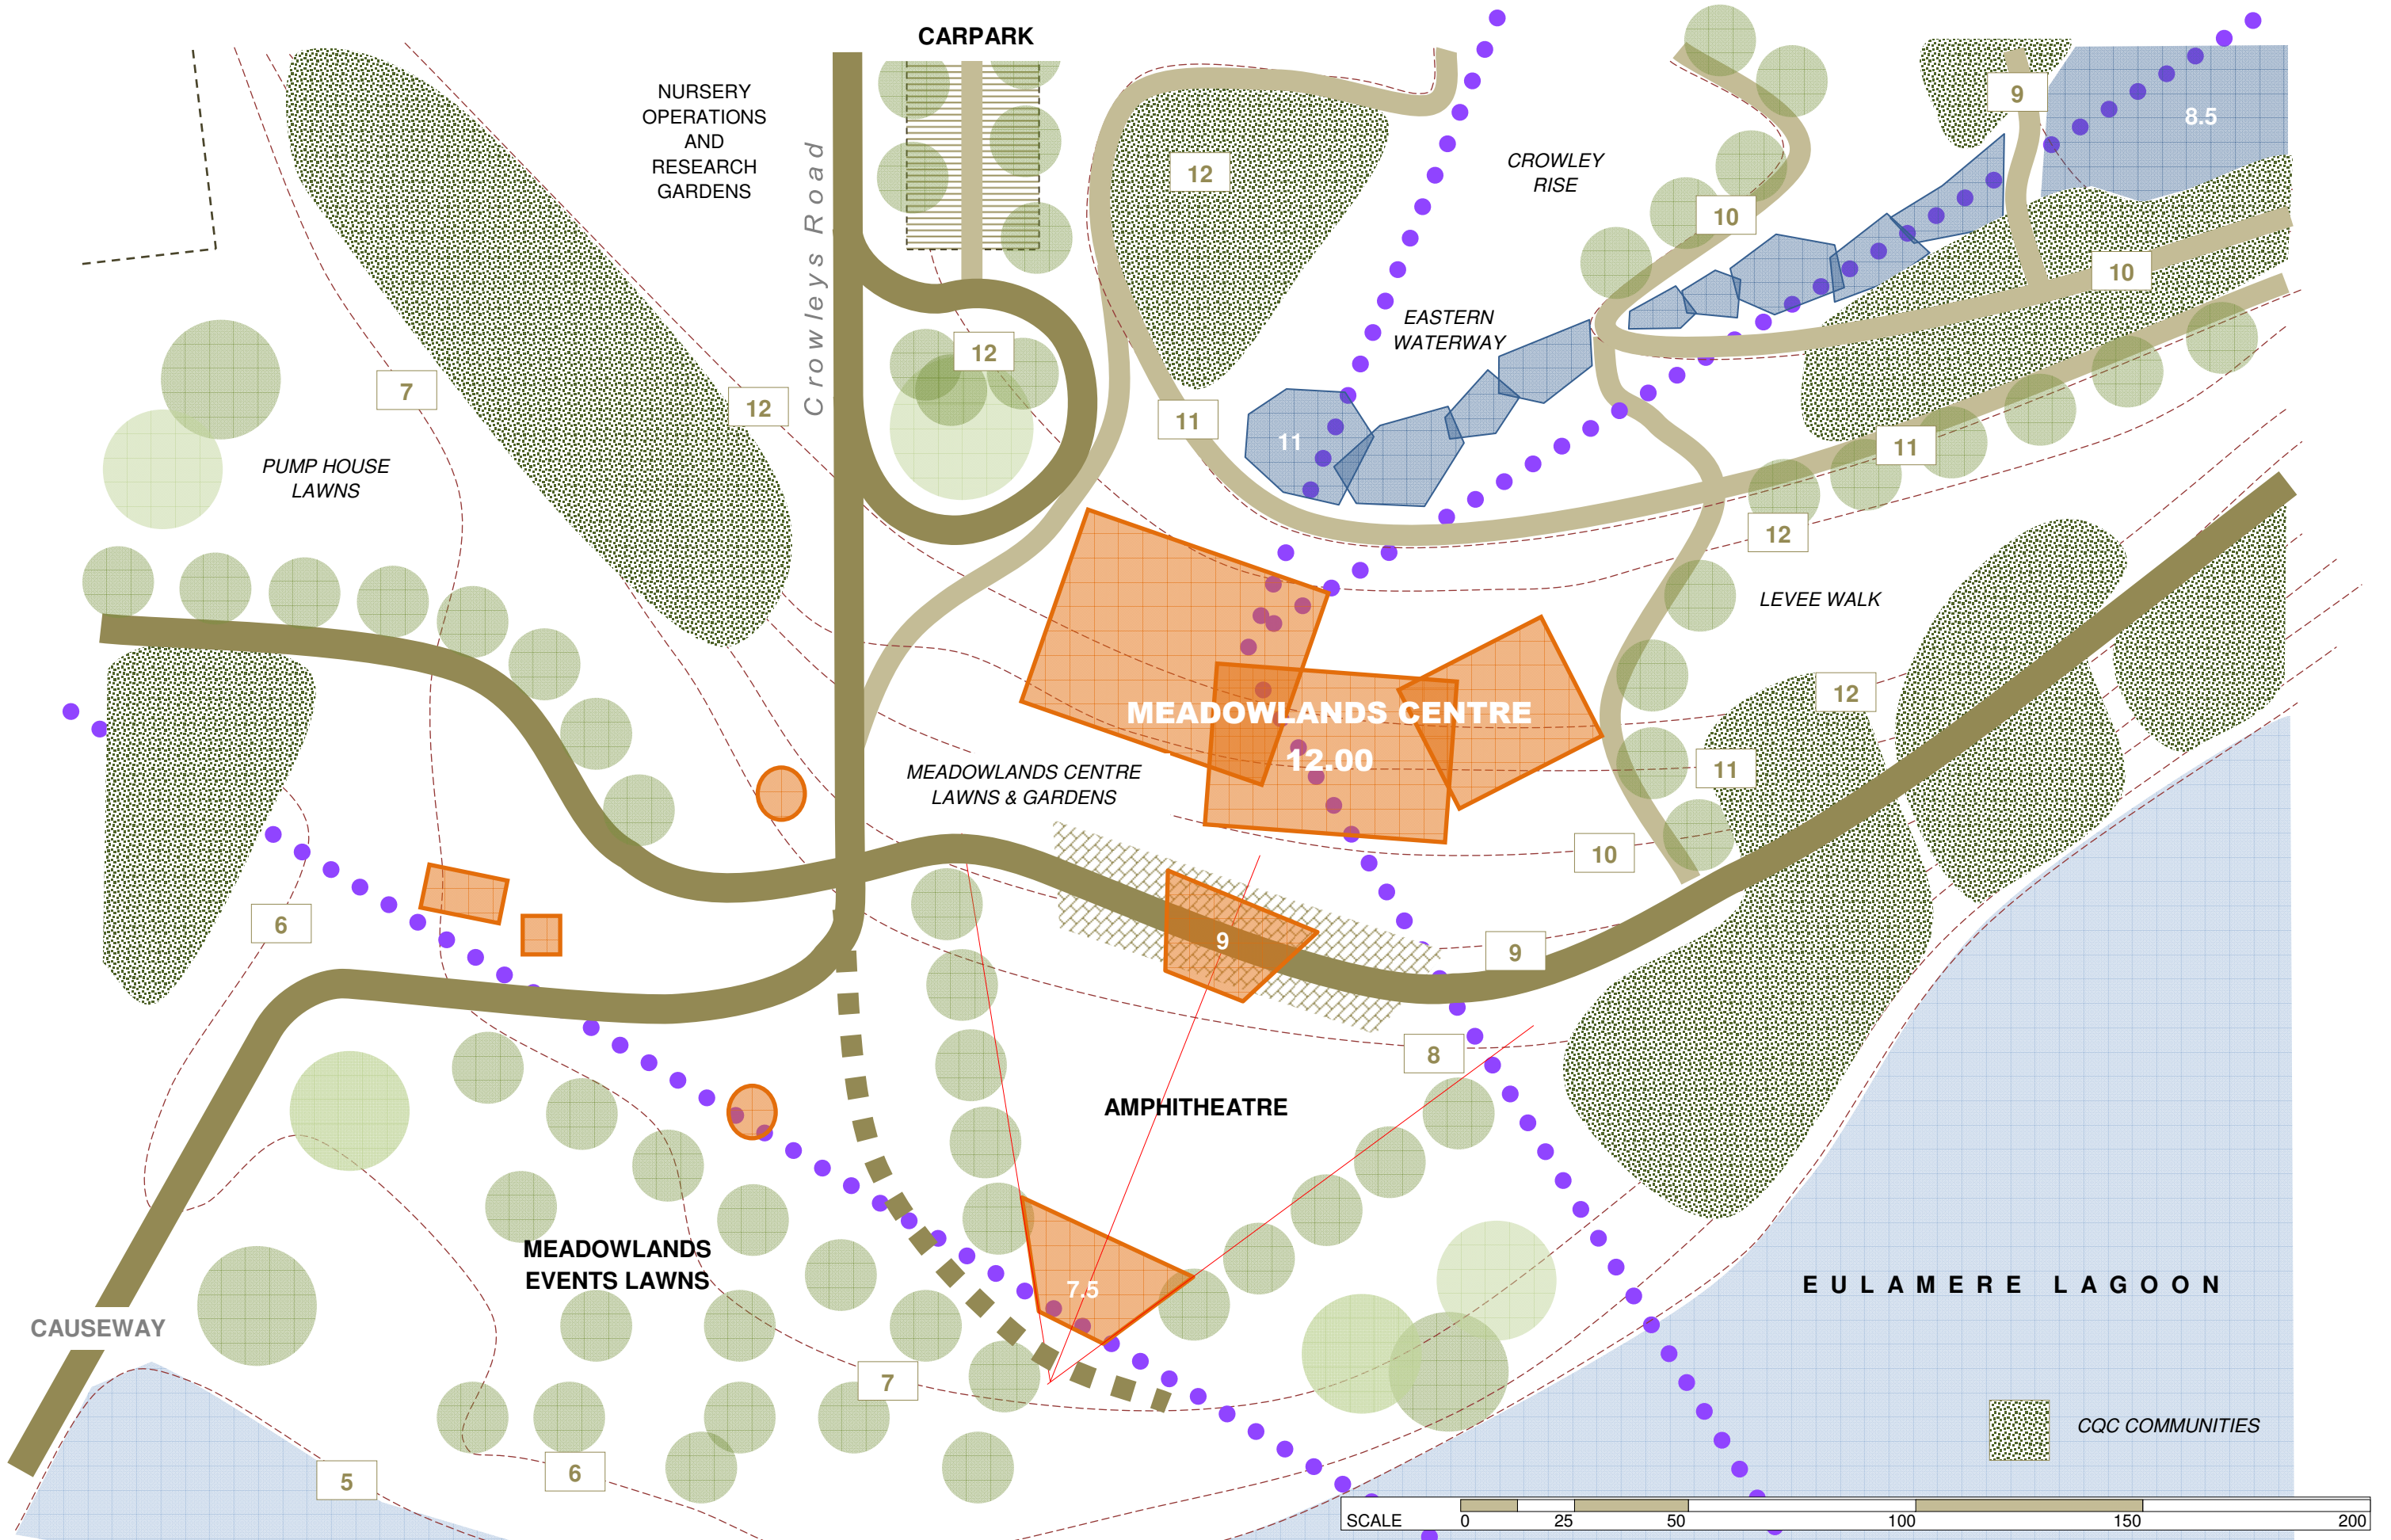 CARPARK
NURSERY
OPERATIONS
AND
RESEARCH
GARDENS
Crowleys Road
9
8.5
12
CROWLEY
RISE
10
10
EASTERN
WATERWAY
12
7
12
11
11
11
PUMP HOUSE
LAWNS
12
LEVEE WALK
12
MEADOWLANDS CENTRE
12.00
MEADOWLANDS CENTRE
LAWNS & GARDENS
11
10
6
9
9
8
AMPHITHEATRE
MEADOWLANDS
EVENTS LAWNS
7.5
EULAMERE LAGOON
CAUSEWAY
7
CQC COMMUNITIES
6
5
SCALE 0 25 50 100 150 200